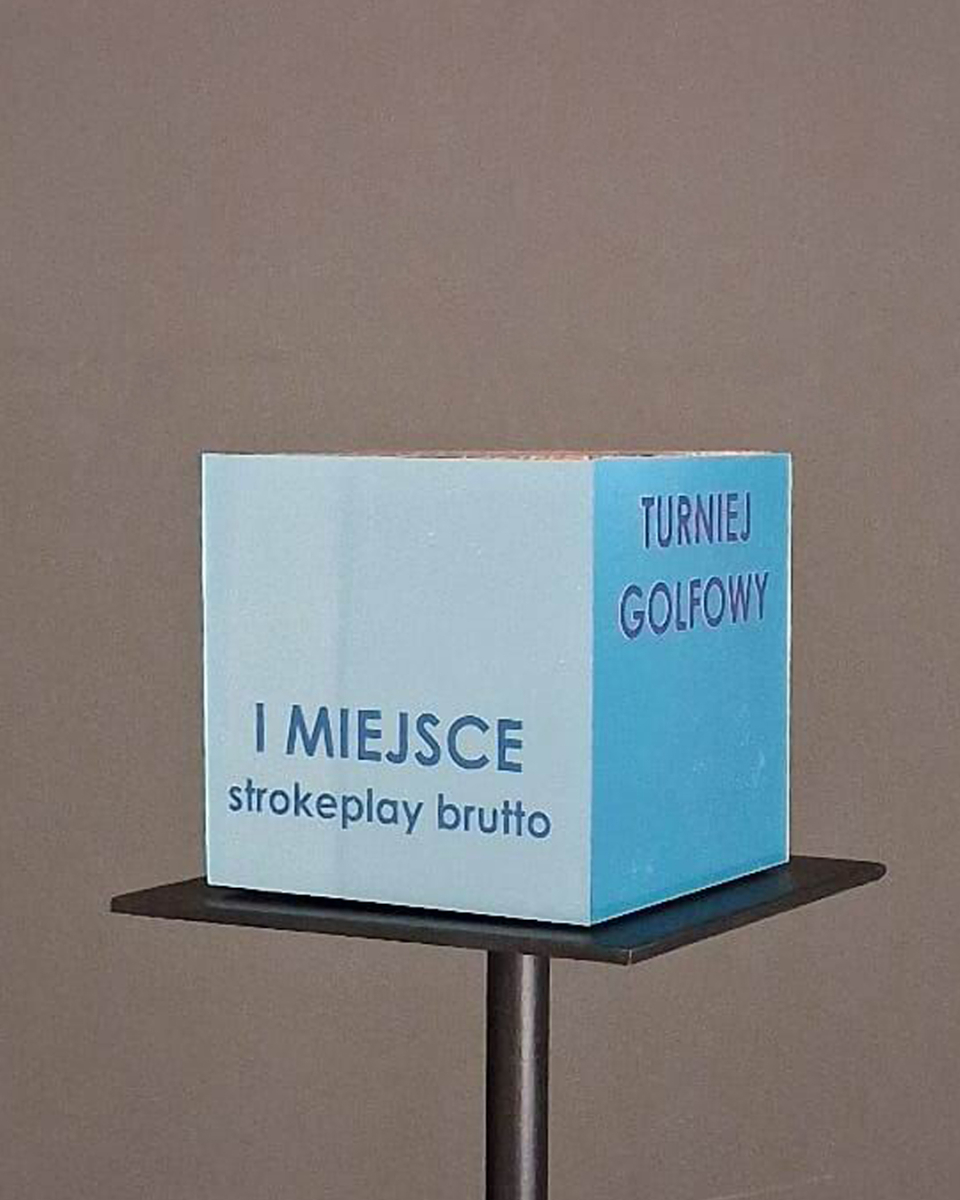 I MIEJSCE
strokeplay brutto
TURNIEJ
GOLFOWY